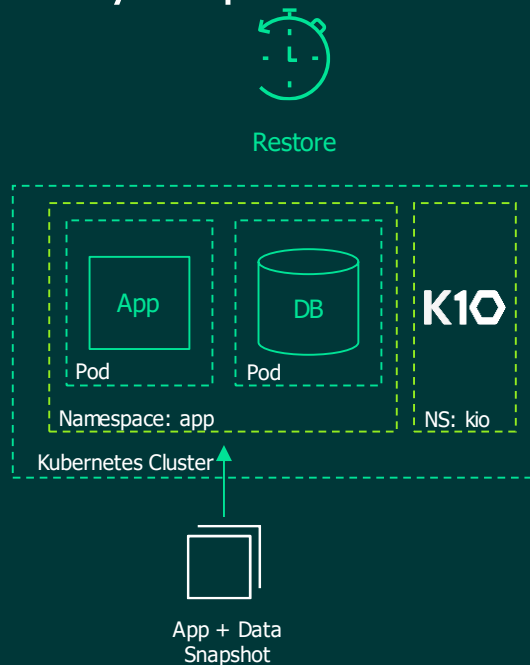 Restore
App
DB
K10
Pod
Pod
Namespace: app
NS: kio
Kubernetes Cluster
App + Data
Snapshot